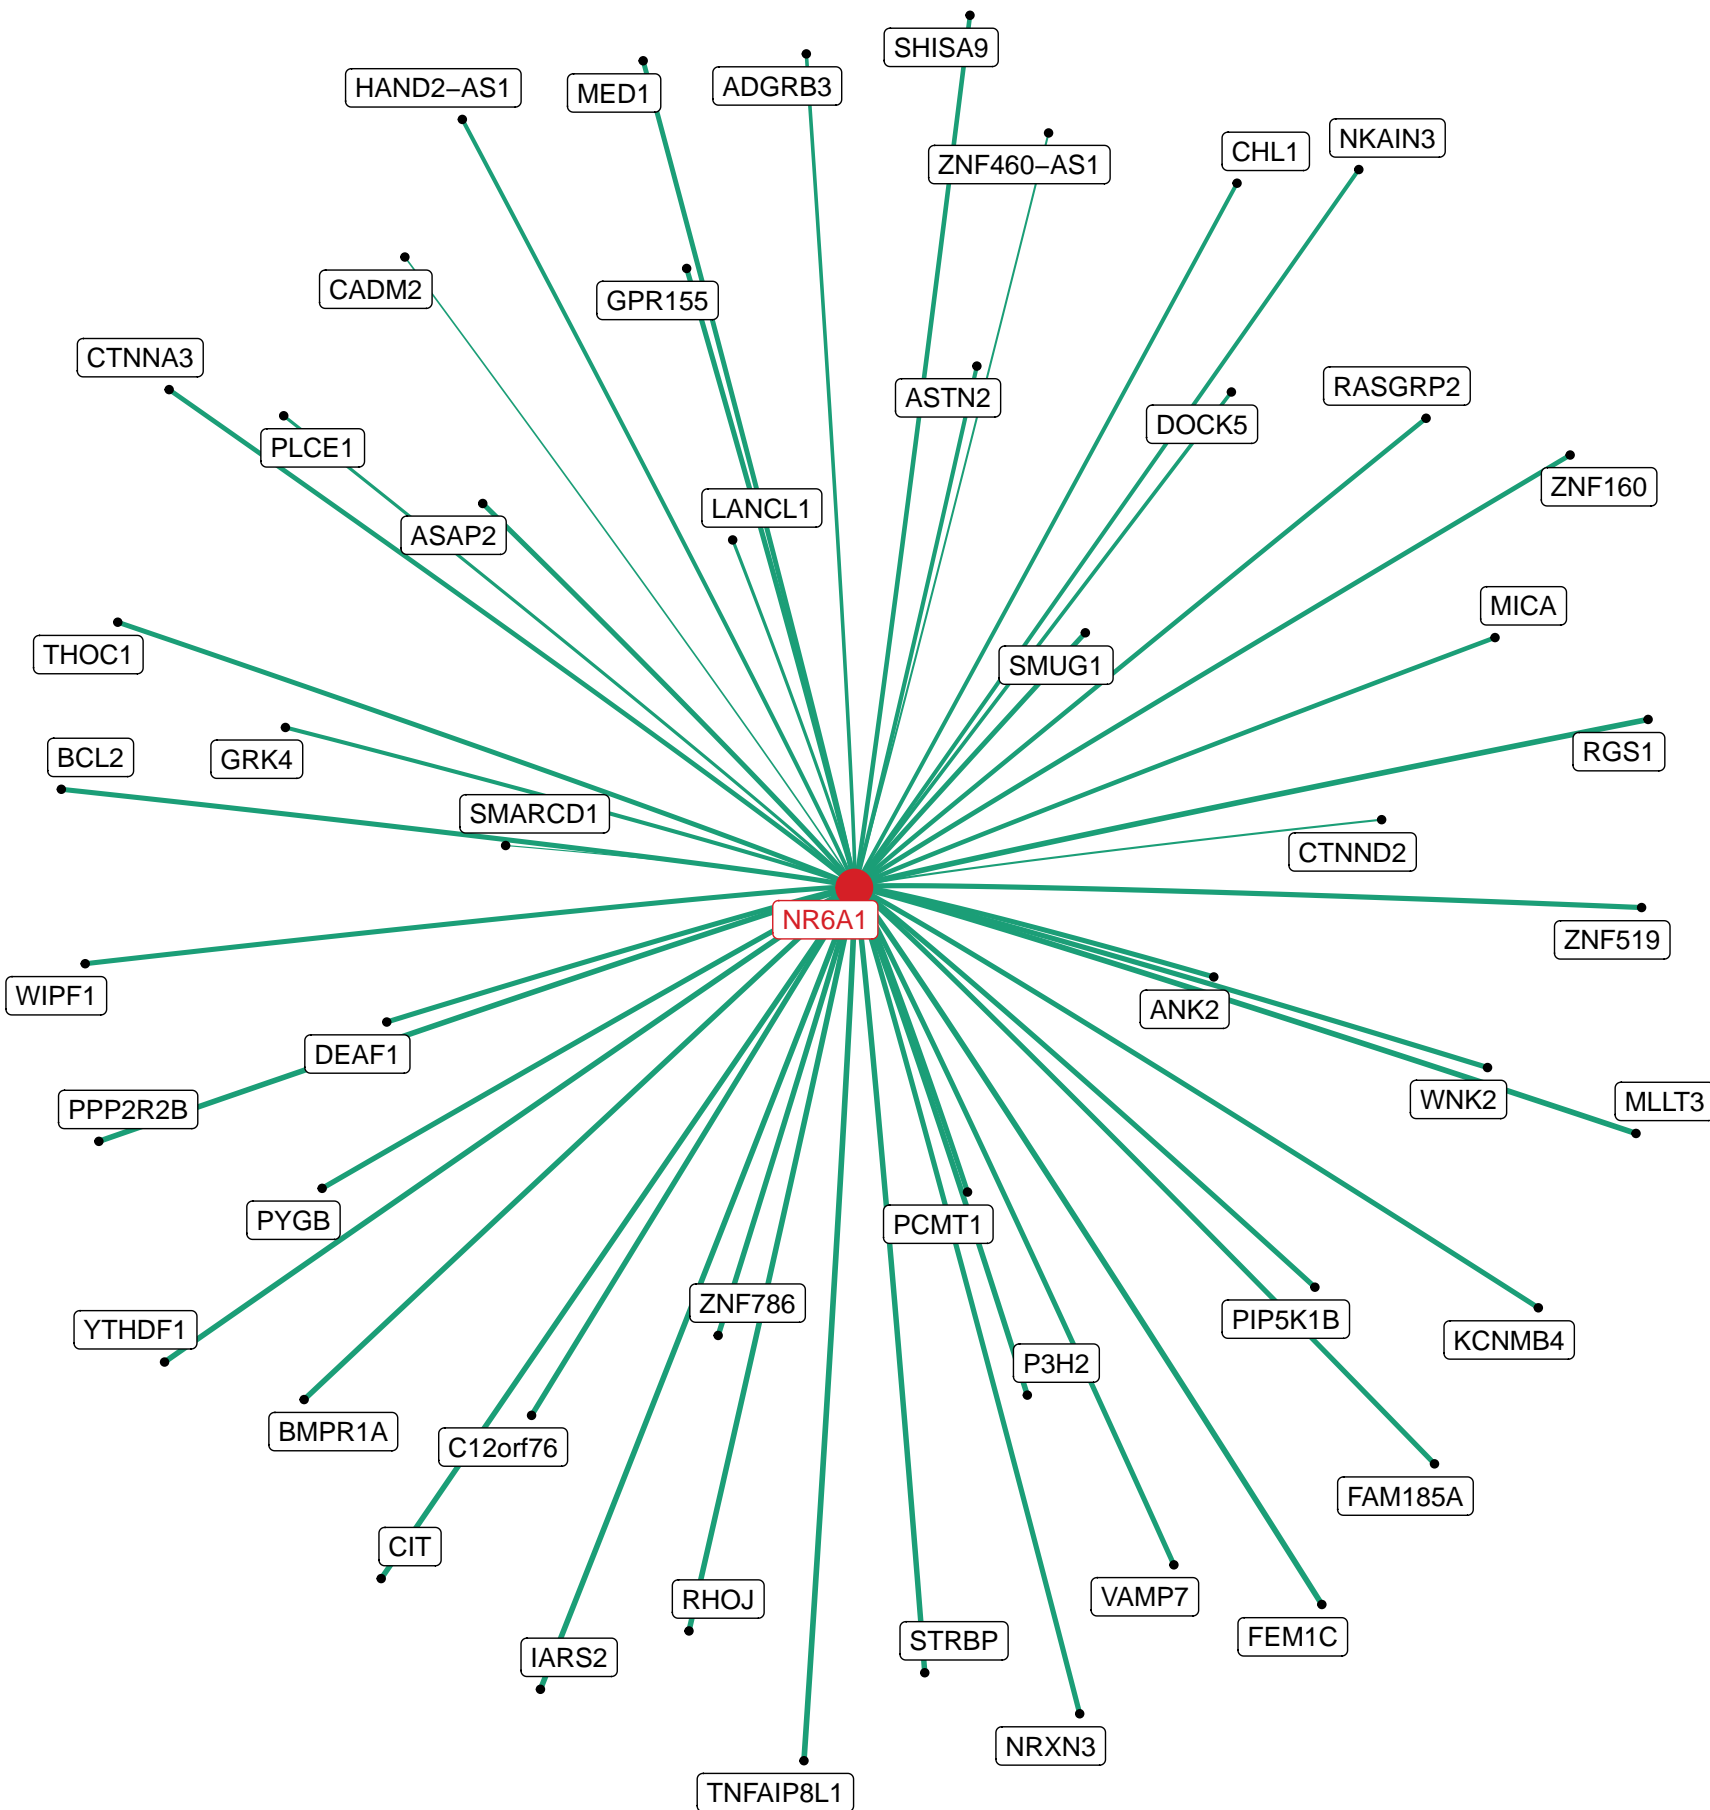 SHISA9
HAND2−AS1
MED1
ADGRB3
NKAIN3
CHL1
ZNF460−AS1
CADM2
GPR155
CTNNA3
RASGRP2
ASTN2
DOCK5
PLCE1
ZNF160
LANCL1
ASAP2
MICA
THOC1
SMUG1
RGS1
BCL2
GRK4
SMARCD1
CTNND2
NR6A1
ZNF519
WIPF1
ANK2
DEAF1
WNK2
MLLT3
PPP2R2B
PYGB
PCMT1
ZNF786
PIP5K1B
YTHDF1
KCNMB4
P3H2
BMPR1A
C12orf76
FAM185A
CIT
VAMP7
RHOJ
FEM1C
STRBP
IARS2
NRXN3
TNFAIP8L1